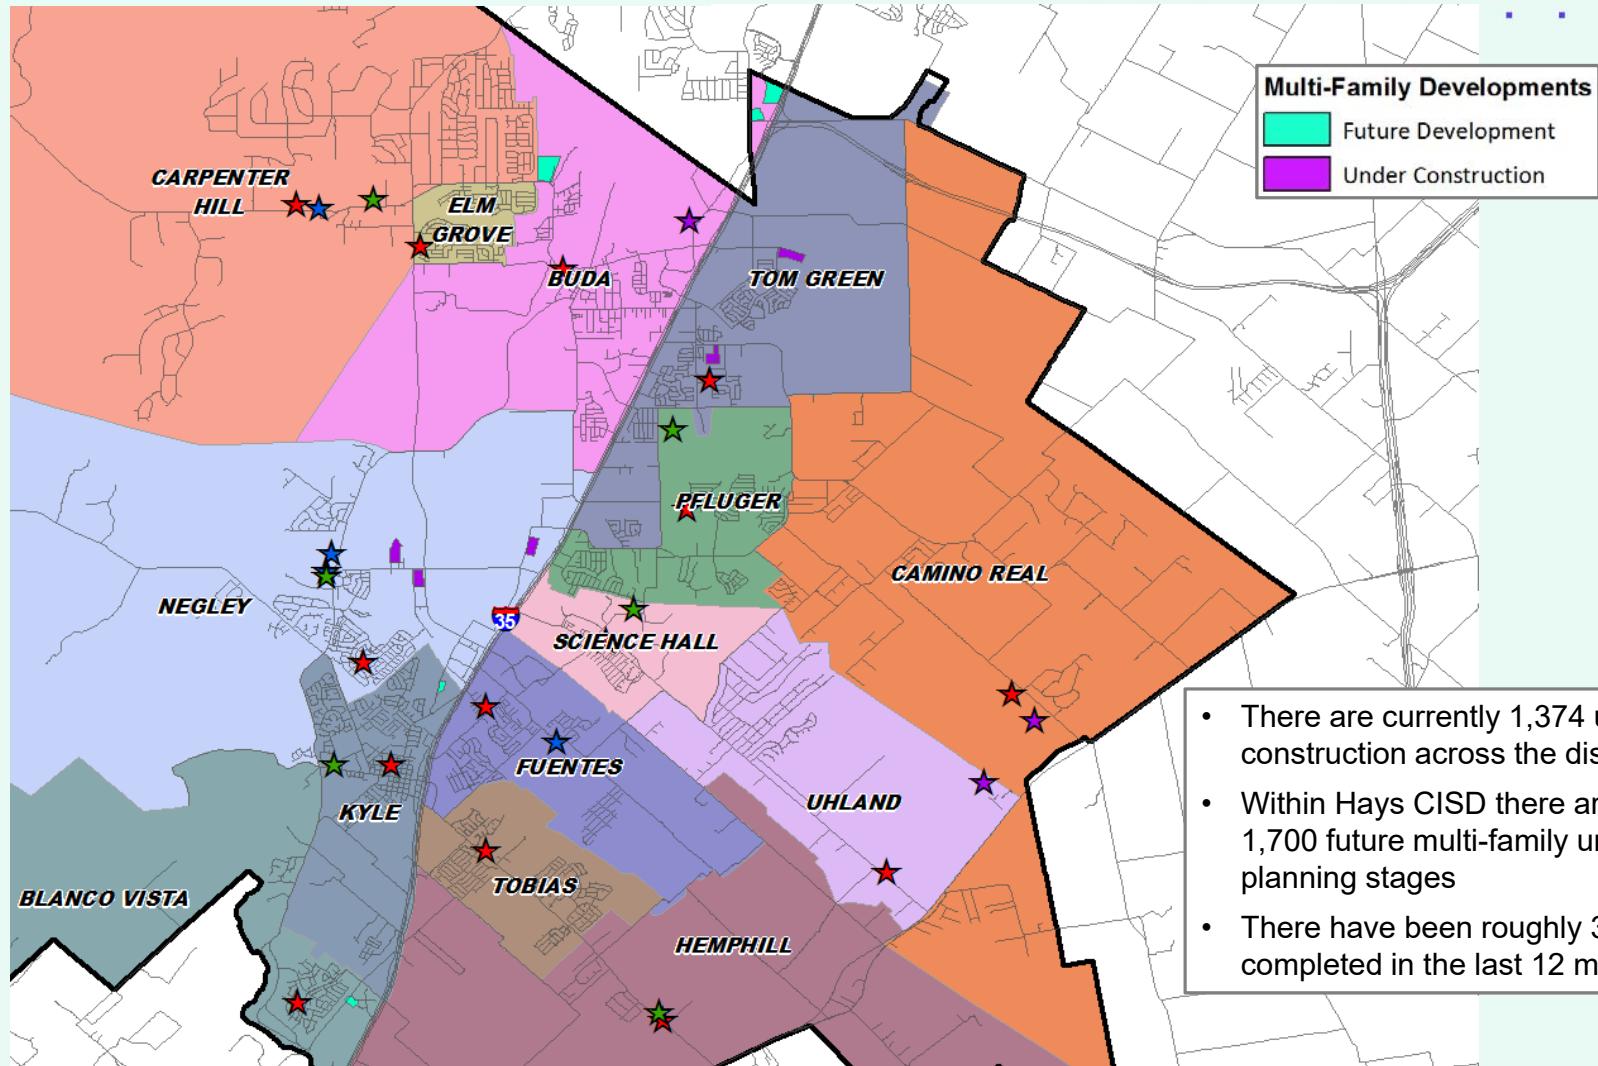 Multi-Family Developments
Future Development
Under Construction
CARPENTER
HILL
ELM
GROVE
BUDA
TOM GREEN
PFLUGER
CAMINO REAL
NEGLEY
35
SCIENCE HALL
FUENTES
UHLAND
KYLE
TOBIAS
BLANCO VISTA
HEMPHILL
• There are currently 1,374
construction across the
• Within Hays CISD there
1,700 future multi-family
planning stages
• There have been roughly
completed in the last 12